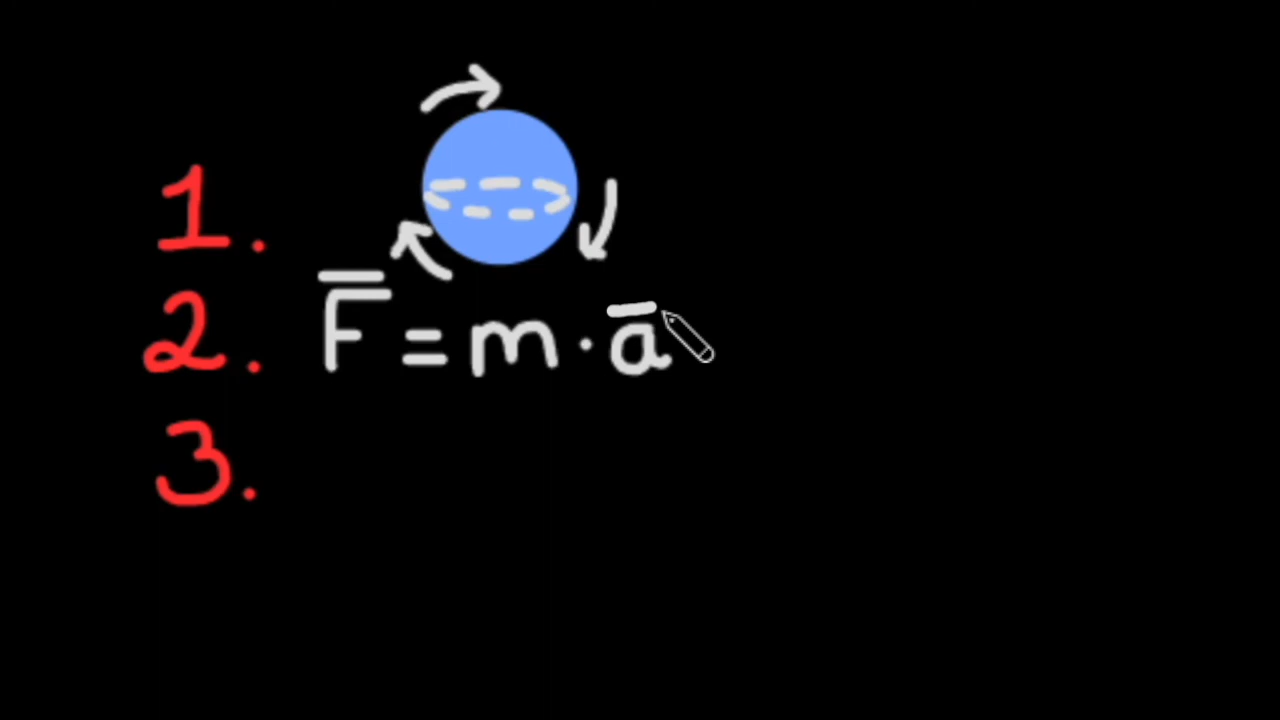 1.
2. F̅ = m · a̅
3.